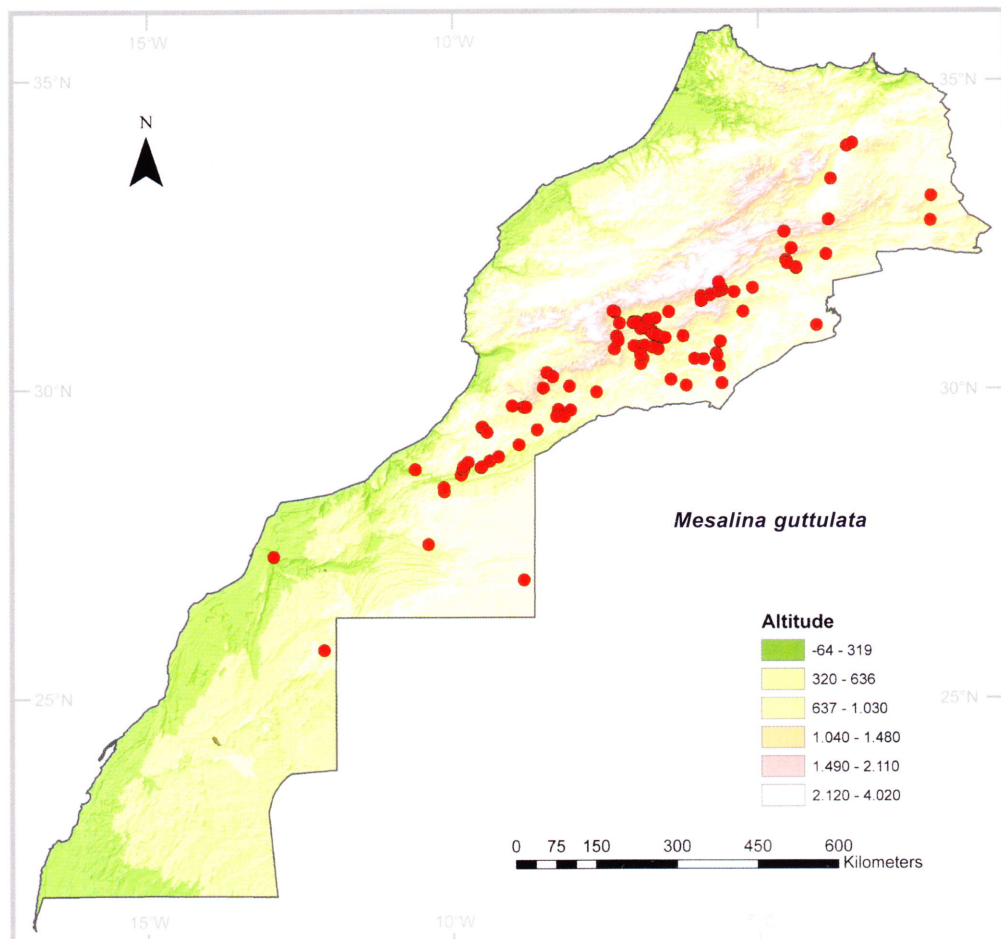 15°W
10°W
35°N
35°N
N
30°N
30°N
Mesalina guttulata
Altitude
-64 - 319
320 - 636
637 - 1.030
25°N
25°N
1.040 - 1.480
1.490 - 2.110
2.120 - 4.020
0 75 150 300 450 600
Kilometers
15°W
10°W